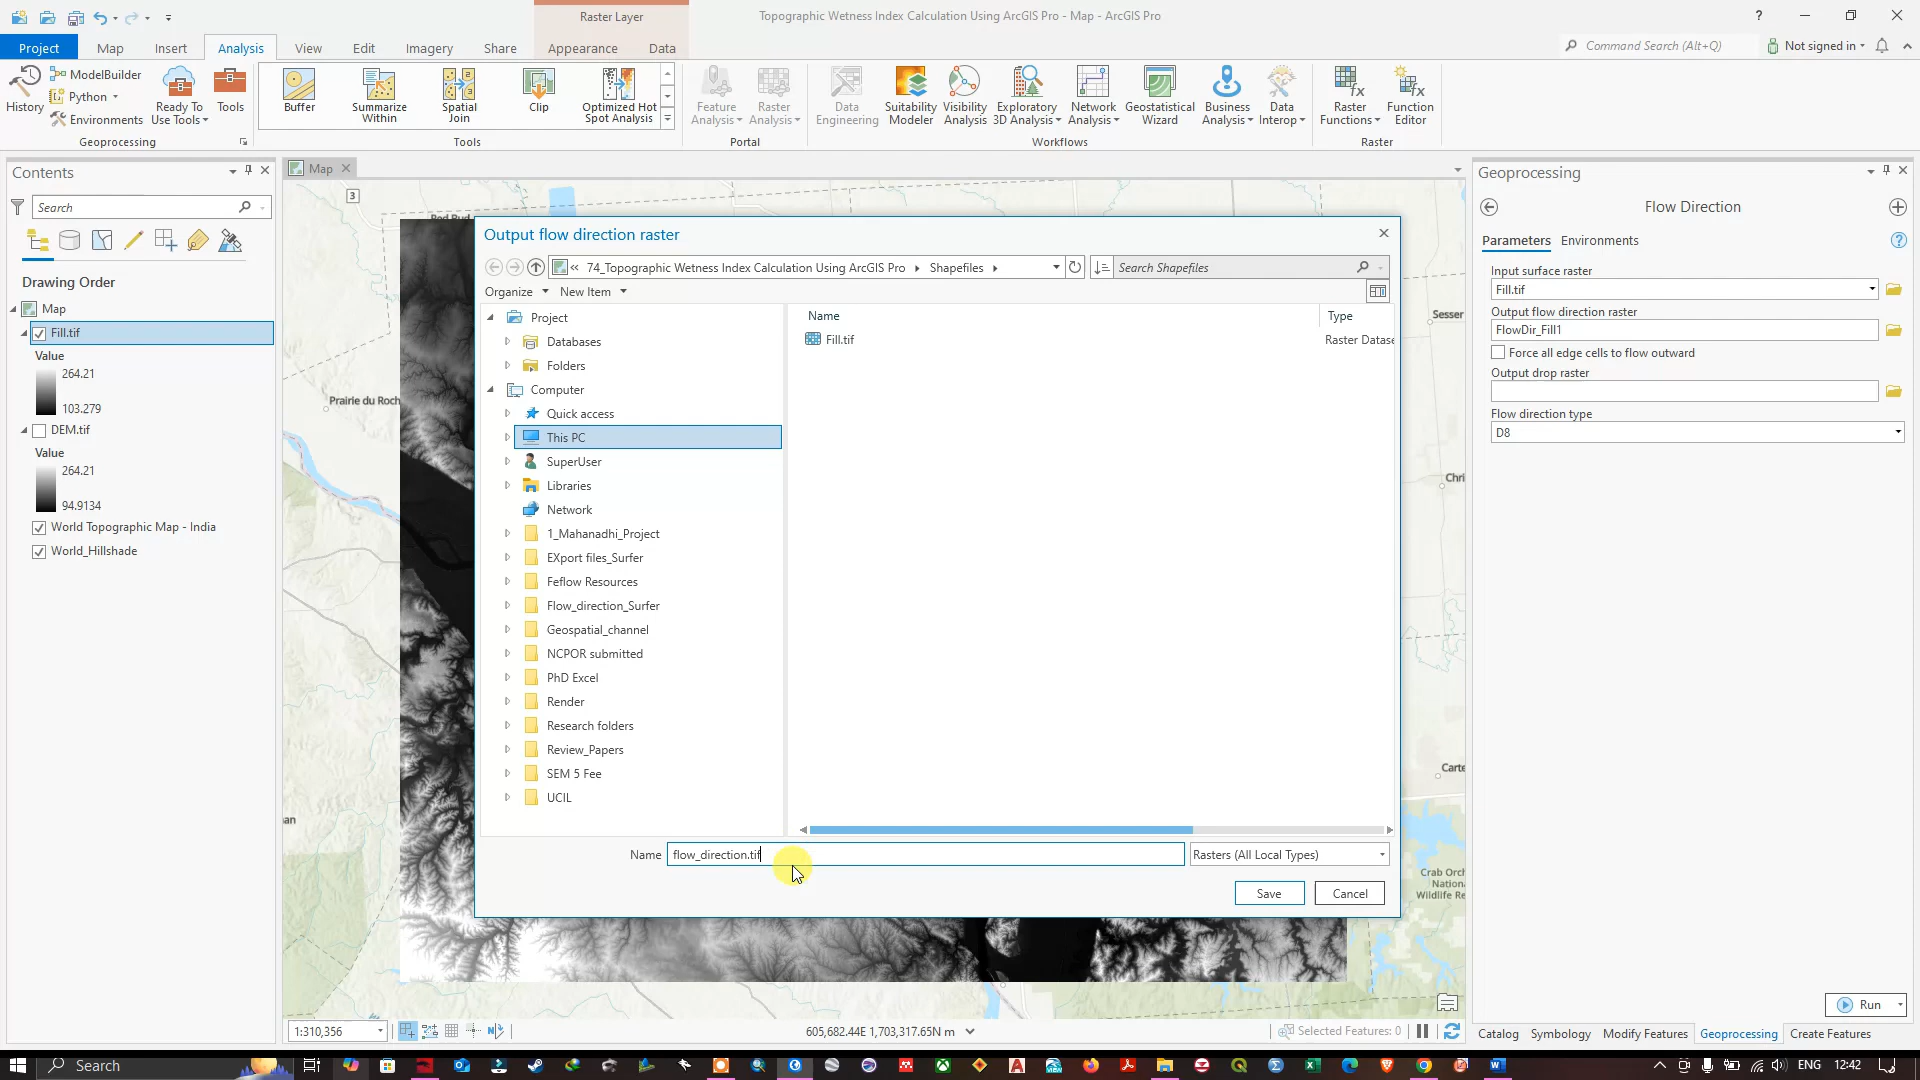 Raster Layer
Topographic Wetness Index Calculation Using ArcGIS Pro - Map - ArcGIS Pro
Project
Map
Insert
Analysis
View
Edit
Imagery
Share
Appearance
Data
Command Search (Alt+Q)
Not signed in
History
ModelBuilder
Python
Environments
Ready To Use Tools
Tools
Geoprocessing
Buffer
Summarize Within
Spatial Join
Clip
Optimized Hot Spot Analysis
Tools
Feature Analysis
Raster Analysis
Portal
Data Engineering
Suitability Modeler
Visibility Analysis
Exploratory 3D Analysis
Network Analysis
Geostatistical Wizard
Business Analysis
Data Interop
Workflows
Raster Functions
Function Editor
Raster
Contents
Search
Drawing Order
Map
Fill.tif
Value
264.21
103.279
DEM.tif
Value
264.21
94.9134
World Topographic Map - India
World_Hillshade
Map
3
Prairie du Roch
Sesser
Chri
Carte
Crab Orch
Nation
Wildlife Re
an
Output flow direction raster
« 74_Topographic Wetness Index Calculation Using ArcGIS Pro
Shapefiles
Search Shapefiles
Organize
New Item
Project
Databases
Folders
Computer
Quick access
This PC
SuperUser
Libraries
Network
1_Mahanadhi_Project
EXport files_Surfer
Feflow Resources
Flow_direction_Surfer
Geospatial_channel
NCPOR submitted
PhD Excel
Render
Research folders
Review_Papers
SEM 5 Fee
UCIL
Name
Type
Fill.tif
Raster Datase
Name
flow_direction.tif
Rasters (All Local Types)
Save
Cancel
1:310,356
605,682.44E 1,703,317.65N m
Selected Features: 0
Geoprocessing
Flow Direction
Parameters
Environments
Input surface raster
Fill.tif
Output flow direction raster
FlowDir_Fill1
Force all edge cells to flow outward
Output drop raster
Flow direction type
D8
Run
Catalog
Symbology
Modify Features
Geoprocessing
Create Features
Search
ENG
12:42